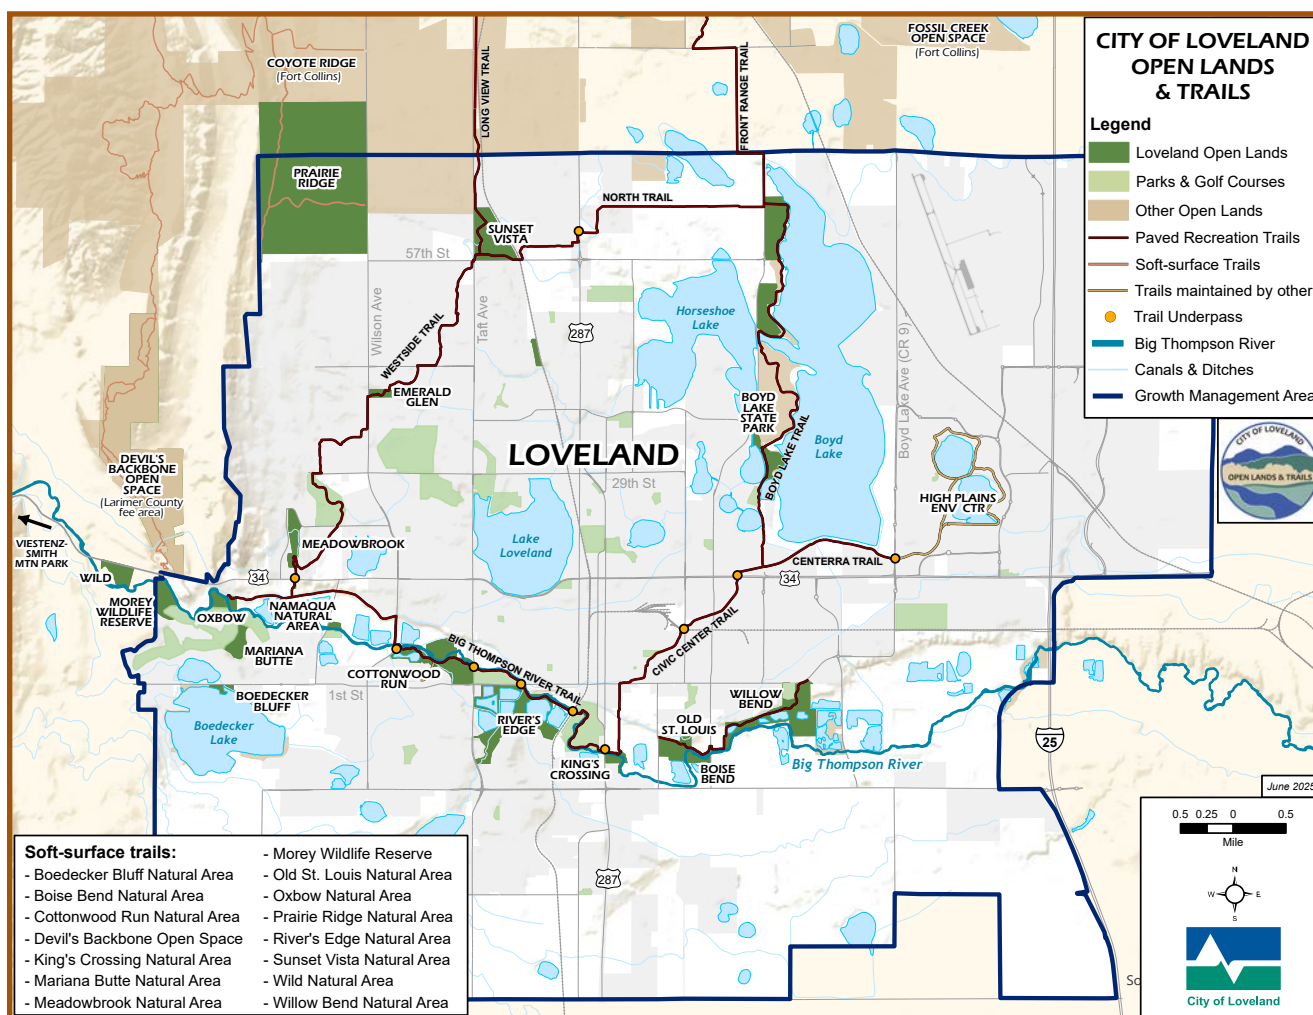 CITY OF LOVELAND
OPEN LANDS
& TRAILS
Legend
Loveland Open Lands
Parks & Golf Courses
Other Open Lands
Paved Recreation Trails
Soft-surface Trails
Trails maintained by other
Trail Underpass
Big Thompson River
Canals & Ditches
Growth Management Area
CITY OF LOVELAND
OPEN LANDS & TRAILS
COYOTE RIDGE
(Fort Collins)
FOSSIL CREEK
OPEN SPACE
(Fort Collins)
LONG VIEW TRAIL
FRONT RANGE TRAIL
PRAIRIE
RIDGE
NORTH TRAIL
SUNSET
VISTA
57th St
Wilson Ave
Taft Ave
WESTSIDE TRAIL
287
Horseshoe
Lake
Boyd Lake Ave (CR 9)
EMERALD
GLEN
BOYD
LAKE
STATE
PARK
BOYD LAKE TRAIL
Boyd
Lake
LOVELAND
29th St
DEVIL'S
BACKBONE
OPEN
SPACE
(Larimer County
fee area)
HIGH PLAINS
ENV CTR
VIESTENZ-
SMITH
MTN PARK
MEADOWBROOK
Lake
Loveland
CENTERRA TRAIL
WILD
34
34
MOREY
WILDLIFE
RESERVE
OXBOW
NAMAQUA
NATURAL
AREA
MARIANA
BUTTE
BIG THOMPSON RIVER TRAIL
CIVIC CENTER TRAIL
COTTONWOOD
RUN
1st St
BOEDECKER
BLUFF
Boedecker
Lake
RIVER'S
EDGE
WILLOW
BEND
OLD
ST. LOUIS
KING'S
CROSSING
BOISE
BEND
Big Thompson River
25
June 2025
287
0.5 0.25 0 0.5
Mile
N
W E
S
City of Loveland
So
Soft-surface trails:
- Boedecker Bluff Natural Area
- Boise Bend Natural Area
- Cottonwood Run Natural Area
- Devil's Backbone Open Space
- King's Crossing Natural Area
- Mariana Butte Natural Area
- Meadowbrook Natural Area
- Morey Wildlife Reserve
- Old St. Louis Natural Area
- Oxbow Natural Area
- Prairie Ridge Natural Area
- River's Edge Natural Area
- Sunset Vista Natural Area
- Wild Natural Area
- Willow Bend Natural Area